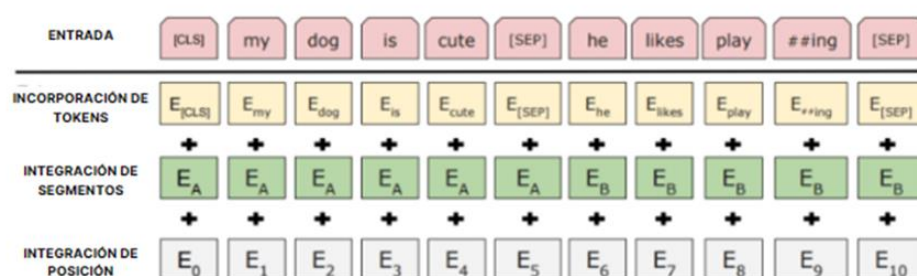 ENTRADA [CLS] my dog is cute [SEP] he likes play ##ing [SEP]
INCORPORACIÓN DE TOKENS E[CLS] Emy Edog Eis Ecute E[SEP] Ehe Elikes Eplay E##ing E[SEP]
+ + + + + + + + + + +
INTEGRACIÓN DE SEGMENTOS EA EA EA EA EA EA EB EB EB EB EB
+ + + + + + + + + + +
INTEGRACIÓN DE POSICIÓN E0 E1 E2 E3 E4 E5 E6 E7 E8 E9 E10